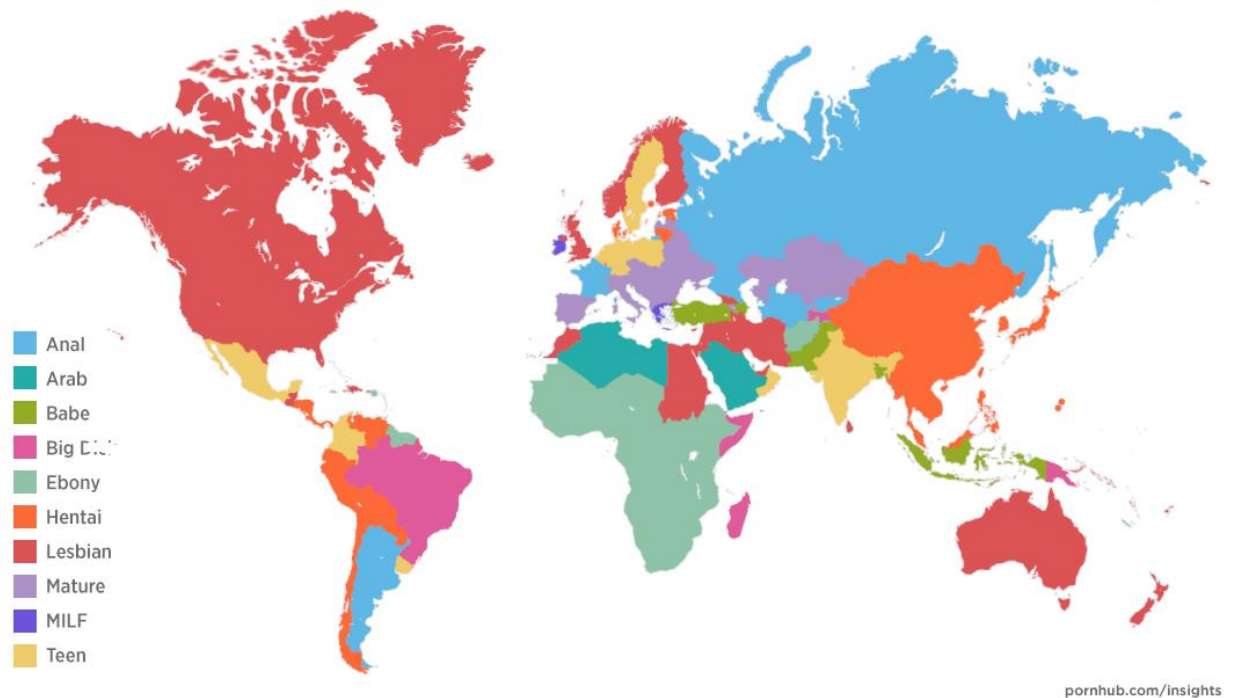 Anal
Arab
Babe
Big
Ebony
Hentai
Lesbian
Mature
MILF
Teen
pornhub.com/insights